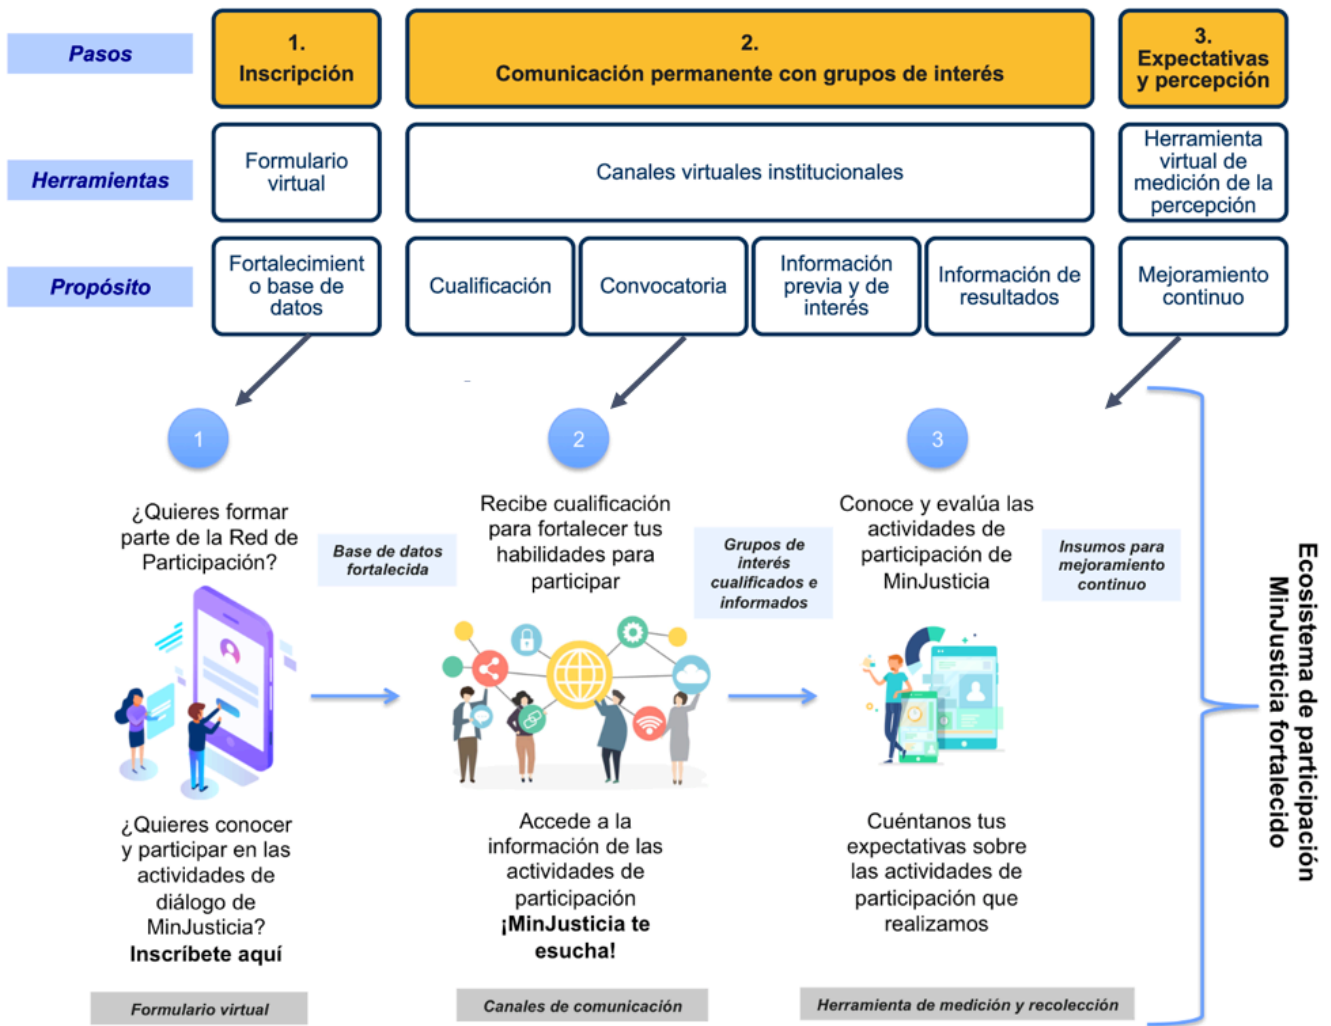 Pasos
1.
Inscripción
2.
Comunicación permanente con grupos de interés
3.
Expectativas
y percepción
Herramientas
Formulario
virtual
Canales virtuales institucionales
Herramienta
virtual de
medición de la
percepción
Propósito
Fortalecimient
o base de
datos
Cualificación
Convocatoria
Información
previa y de
interés
Información de
resultados
Mejoramiento
continuo
1
¿Quieres formar
parte de la Red de
Participación?
Base de datos
fortalecida
2
Recibe cualificación
para fortalecer tus
habilidades para
participar
Grupos de
interés
cualificados e
informados
3
Conoce y evalúa las
actividades de
participación de
MinJusticia
Insumos para
mejoramiento
continuo
¿Quieres conocer
y participar en las
actividades de
diálogo de
MinJusticia?
Inscríbete aquí
Accede a la
información de las
actividades de
participación
¡MinJusticia te
esucha!
Cuéntanos tus
expectativas sobre
las actividades de
participación que
realizamos
Formulario virtual
Canales de comunicación
Herramienta de medición y recolección
Ecosistema de participación
MinJusticia fortalecido